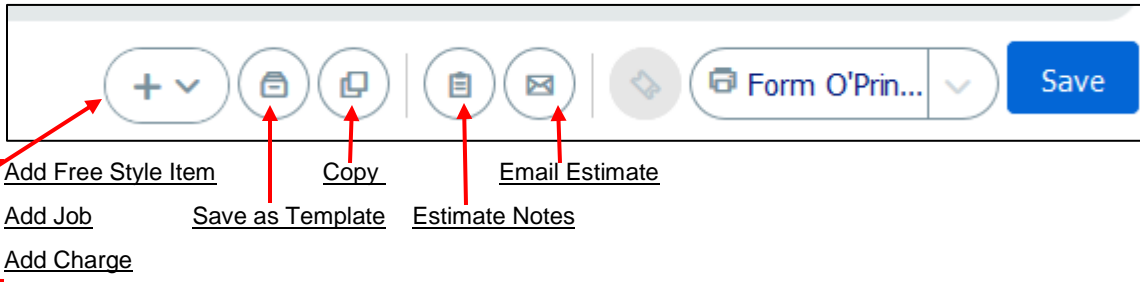 Form O'Prin... Save
Add Free Style Item Copy Email Estimate
Add Job Save as Template Estimate Notes
Add Charge